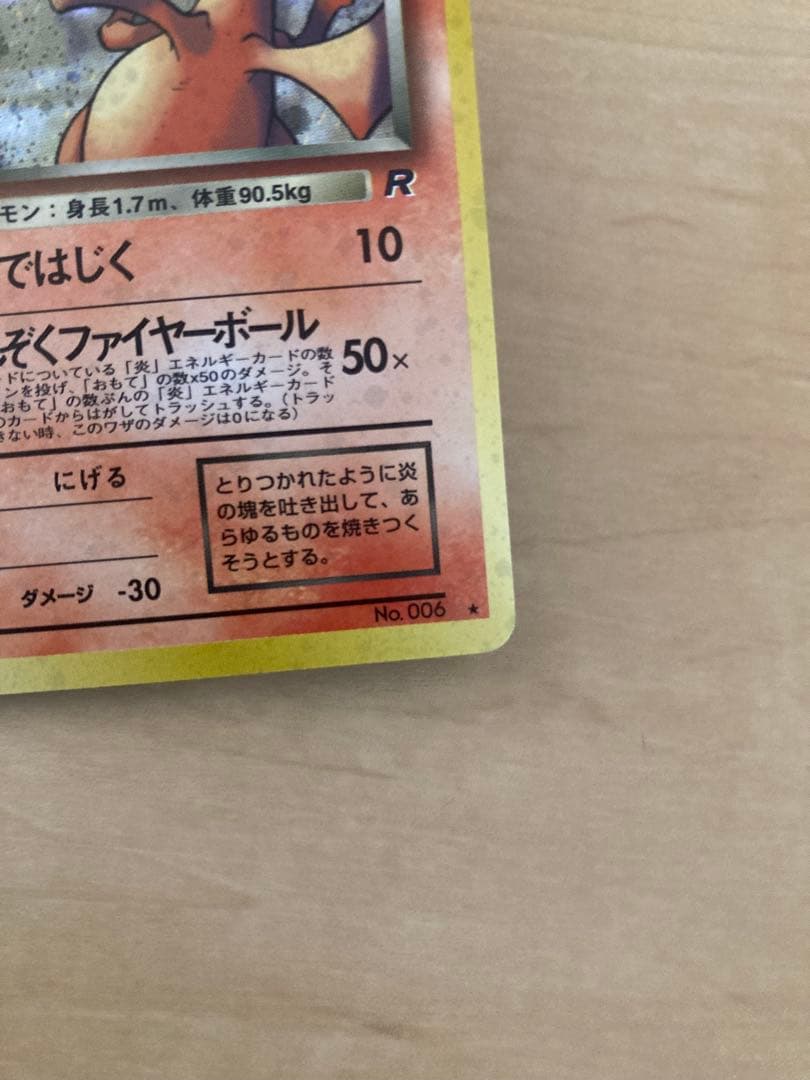 モン：身長1.7m、体重90.5kg R
ではじく 10
ぞくファイヤーボール 50×
ードについている「炎」エネルギーカードの数
ンを投げ、「おもて」の数x50のダメージ。そ
おもて」の数ぶんの「炎」エネルギーカード
のカードからはがしてトラッシュする。(トラッ
きない時、このワザのダメージは0になる)
にげる
とりつかれたように炎
の塊を吐き出して、あ
らゆるものを焼きつく
そうとする。
ダメージ -30
No. 006 ★